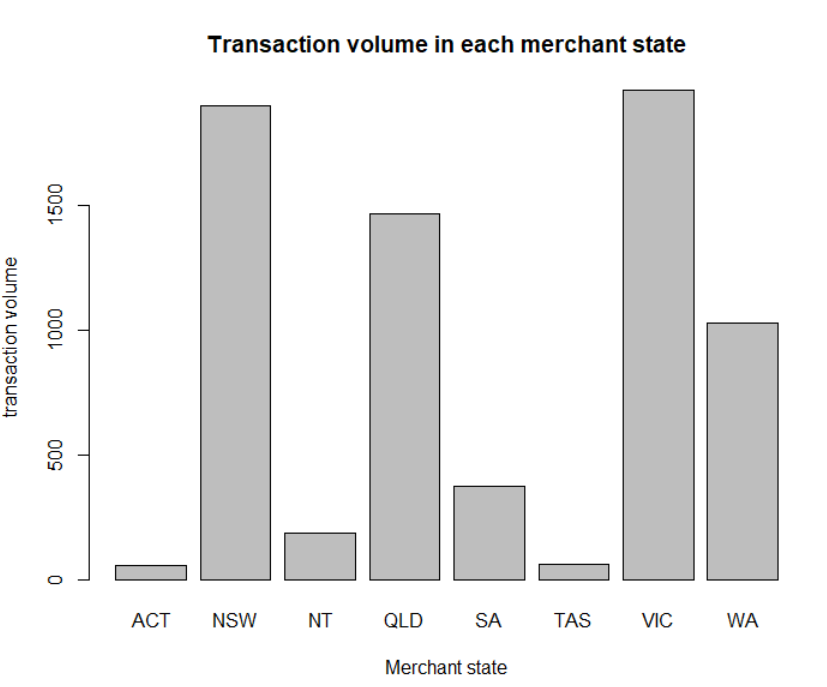 Transaction volume in each merchant state
transaction volume
1500
1000
500
0
ACT NSW NT QLD SA TAS VIC WA
Merchant state